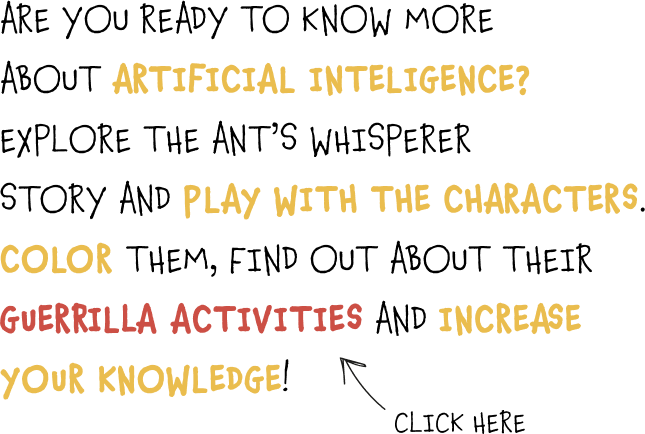 ARE YOU READY TO KNOW MORE
ABOUT ARTIFICIAL INTELIGENCE?
EXPLORE THE ANT'S WHISPERER
STORY AND PLAY WITH THE CHARACTERS.
COLOR THEM, FIND OUT ABOUT THEIR
GUERRILLA ACTIVITIES AND INCREASE
YOUR KNOWLEDGE!
CLICK HERE